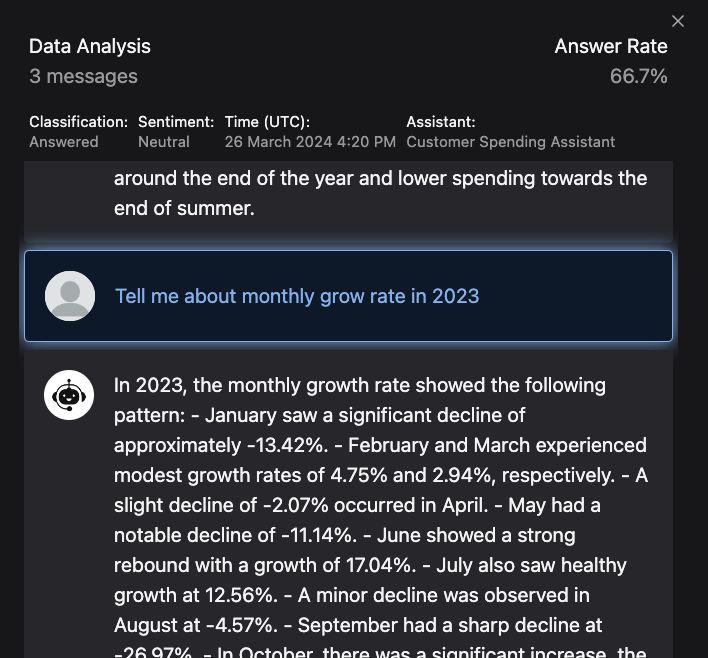 Data Analysis
Answer Rate
3 messages
66.7%
Classification: Sentiment: Time (UTC): Assistant:
Answered Neutral 26 March 2024 4:20 PM Customer Spending Assistant
around the end of the year and lower spending towards the
end of summer.
Tell me about monthly grow rate in 2023
In 2023, the monthly growth rate showed the following
pattern: - January saw a significant decline of
approximately -13.42%. - February and March experienced
modest growth rates of 4.75% and 2.94%, respectively. - A
slight decline of -2.07% occurred in April. - May had a
notable decline of -11.14%. - June showed a strong
rebound with a growth of 17.04%. - July also saw healthy
growth at 12.56%. - A minor decline was observed in
August at -4.57%. - September had a sharp decline at
-26.97%. - In October, there was a significant increase, the